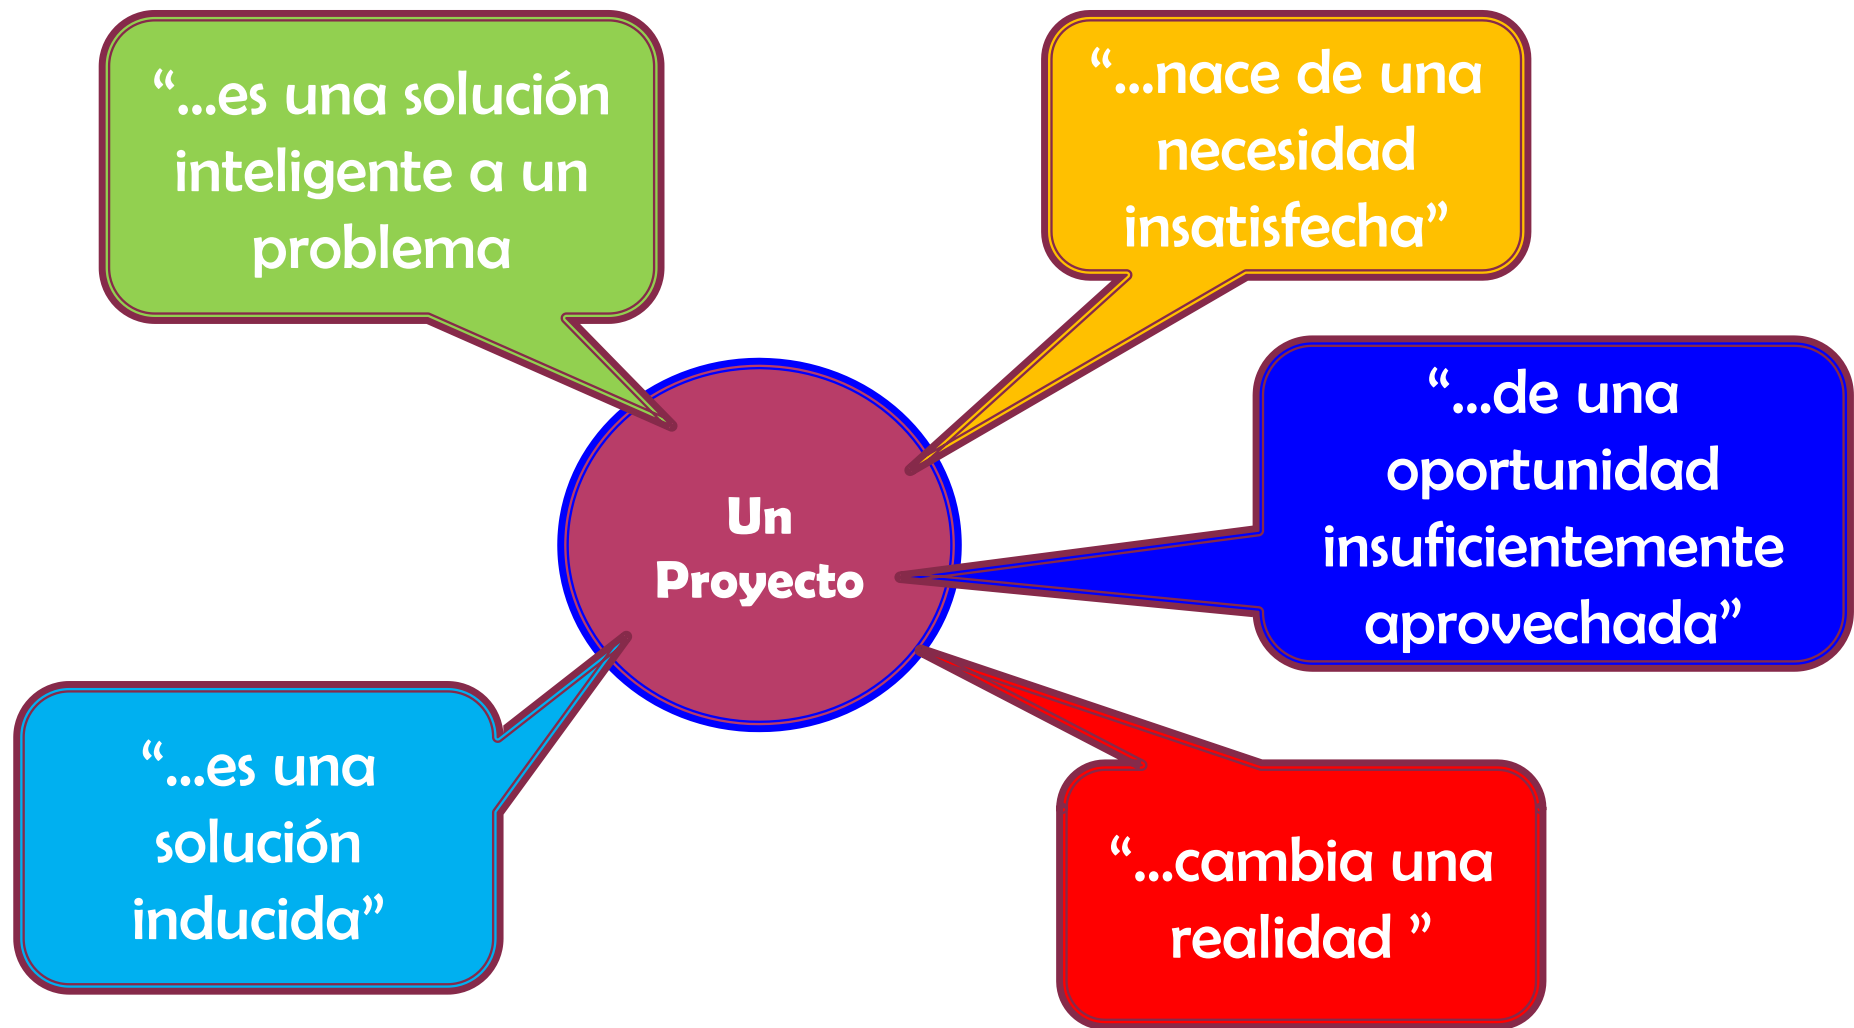 “...es una solución
inteligente a un
problema
“...nace de una
necesidad
insatisfecha”
“...de una
oportunidad
insuficientemente
aprovechada”
Un
Proyecto
“...es una
solución
inducida”
“...cambia una
realidad ”